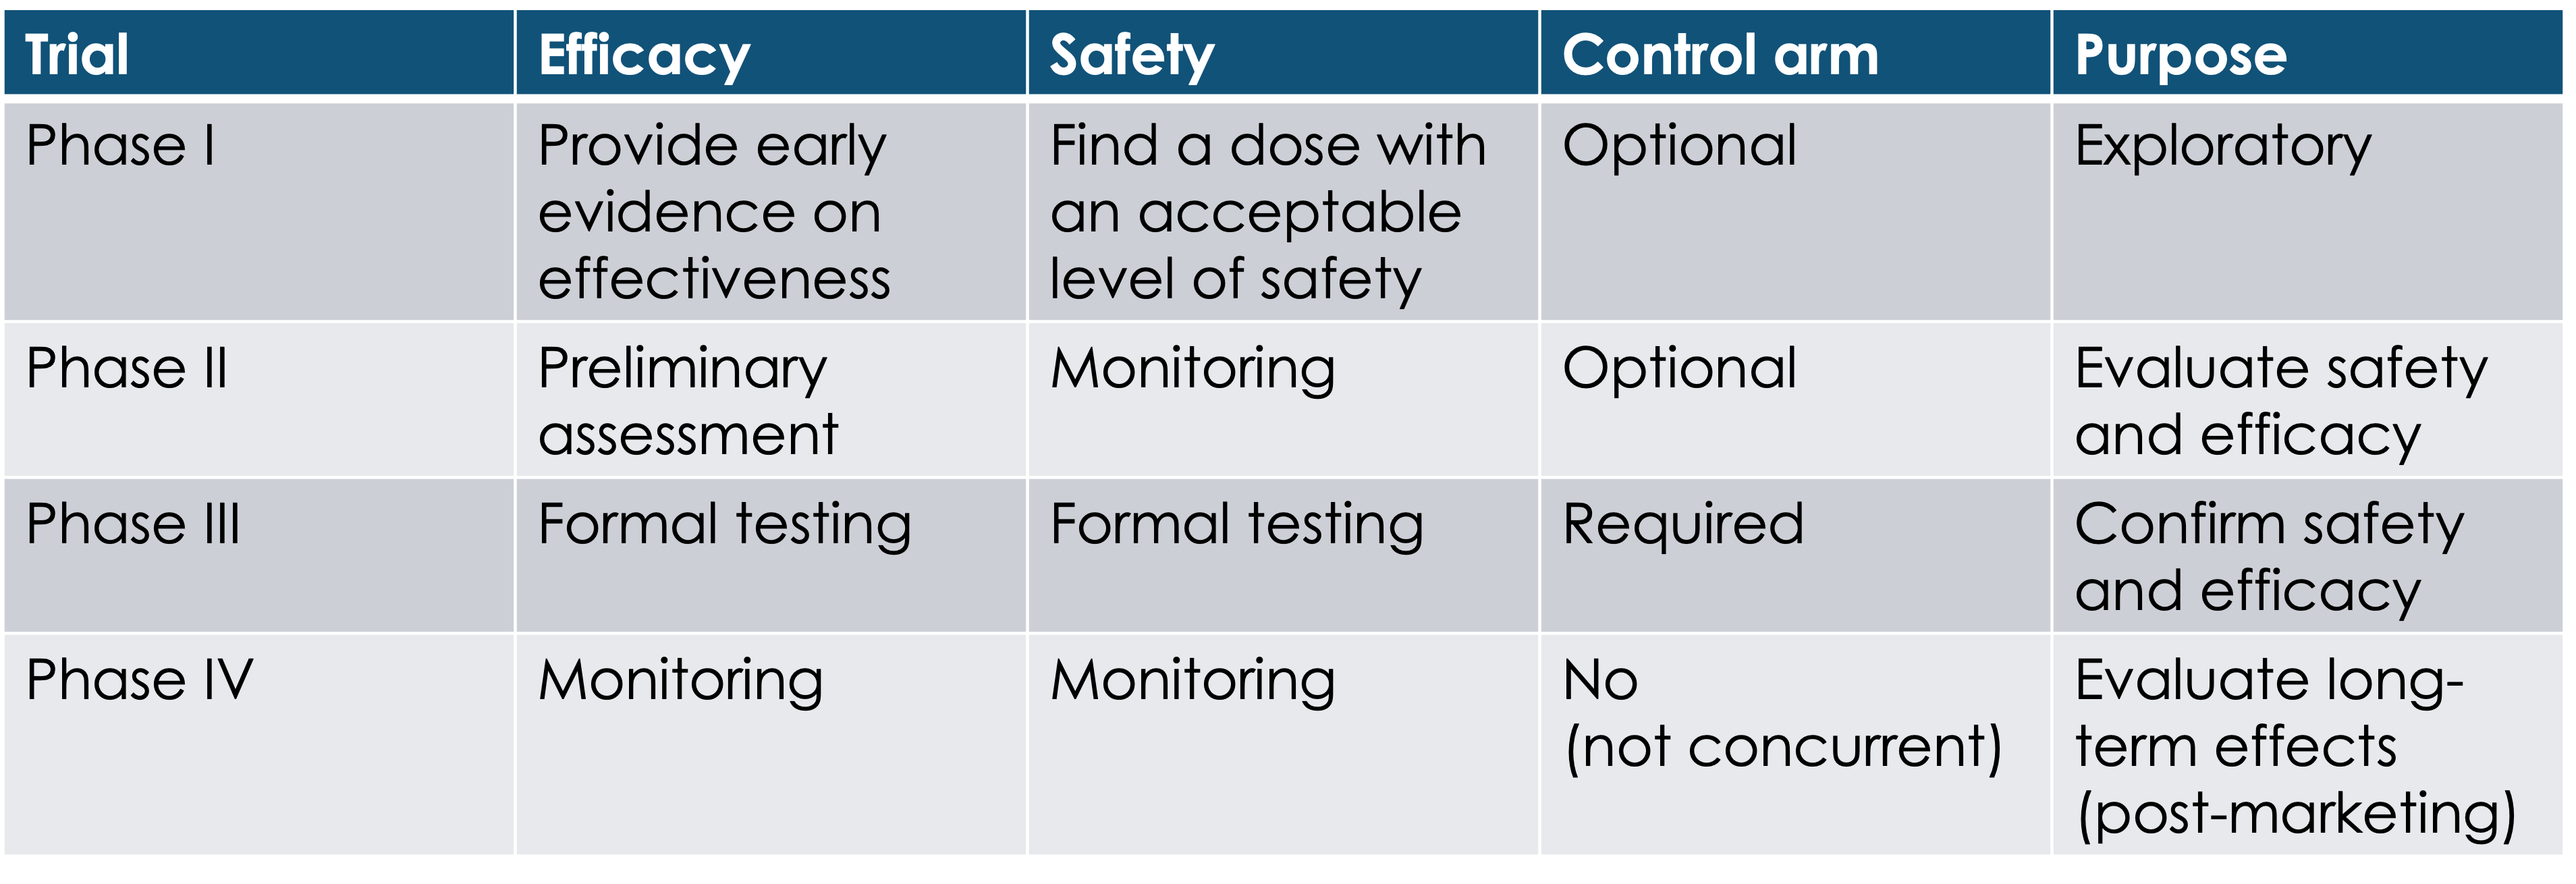 Trial
Efficacy
Safety
Control arm
Purpose
Phase I
Provide early
evidence on
effectiveness
Find a dose with
an acceptable
level of safety
Optional
Exploratory
Phase II
Preliminary
assessment
Monitoring
Optional
Evaluate safety
and efficacy
Phase III
Formal testing
Formal testing
Required
Confirm safety
and efficacy
Phase IV
Monitoring
Monitoring
No
(not concurrent)
Evaluate long-
term effects
(post-marketing)